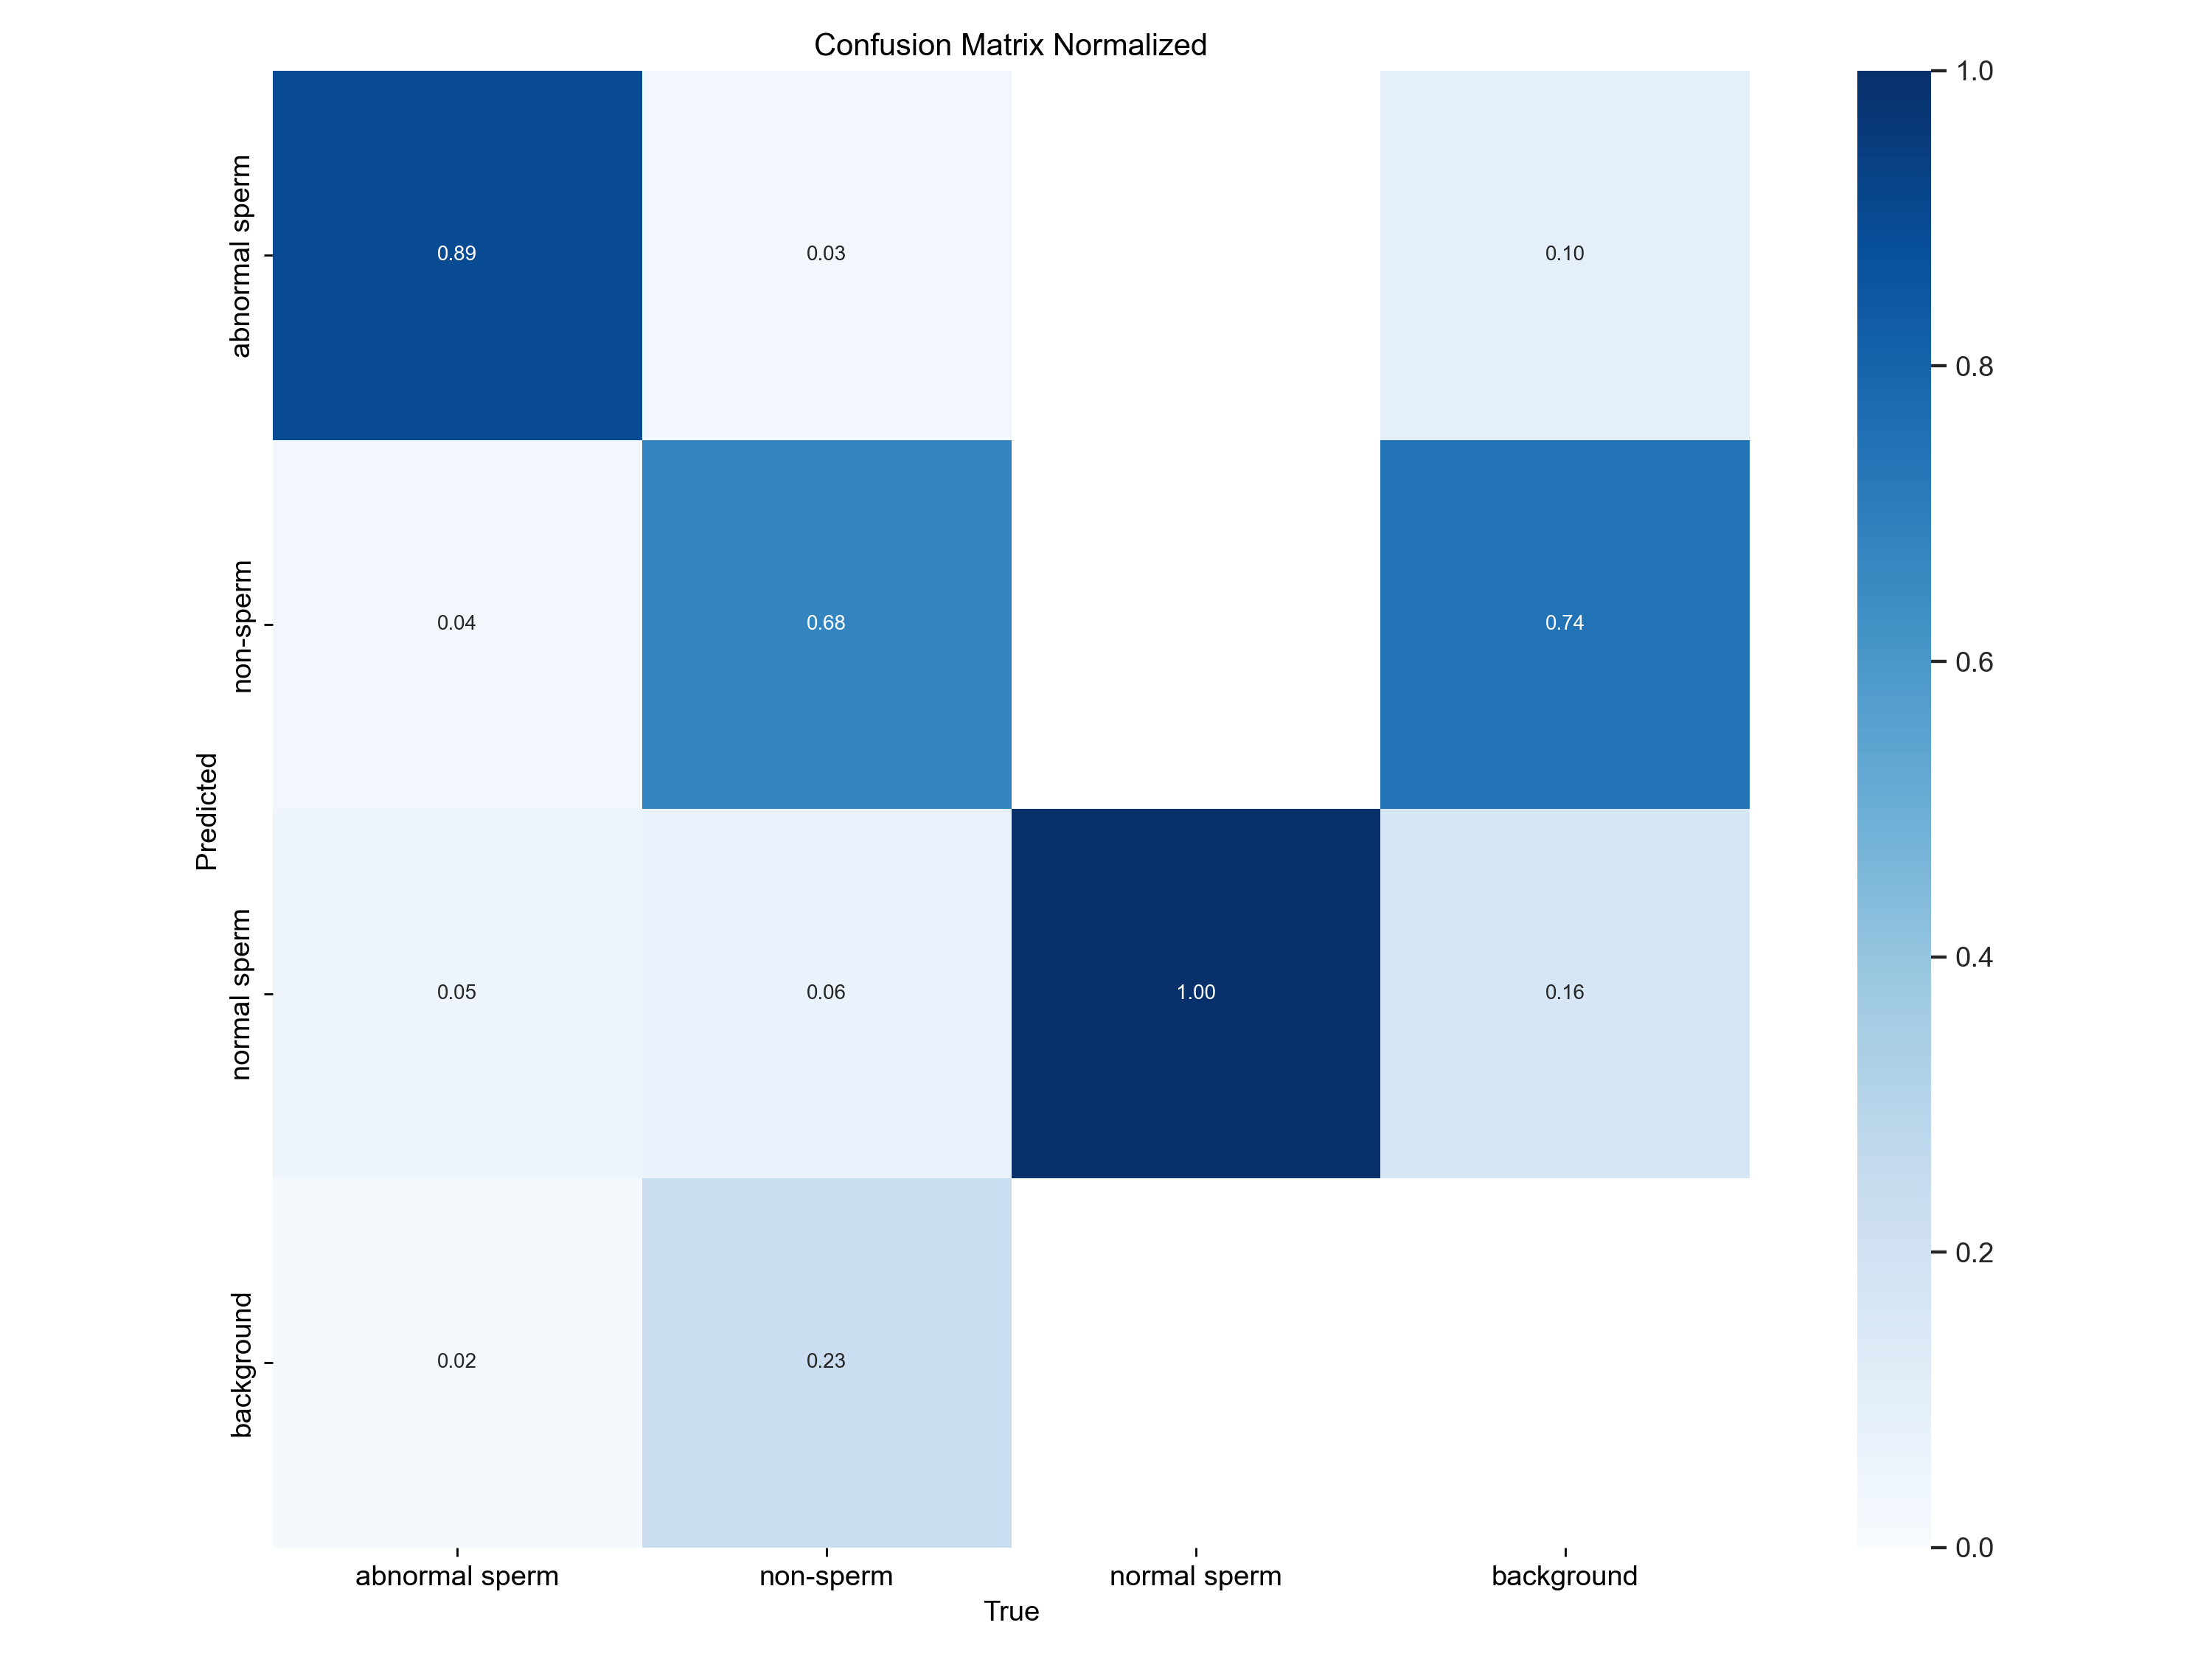 Confusion Matrix Normalized
abnormal sperm
0.89
0.03
0.10
non-sperm
0.04
0.68
0.74
normal sperm
0.05
0.06
1.00
0.16
background
0.02
0.23
Predicted
abnormal sperm
non-sperm
normal sperm
background
True
1.0
0.8
0.6
0.4
0.2
0.0